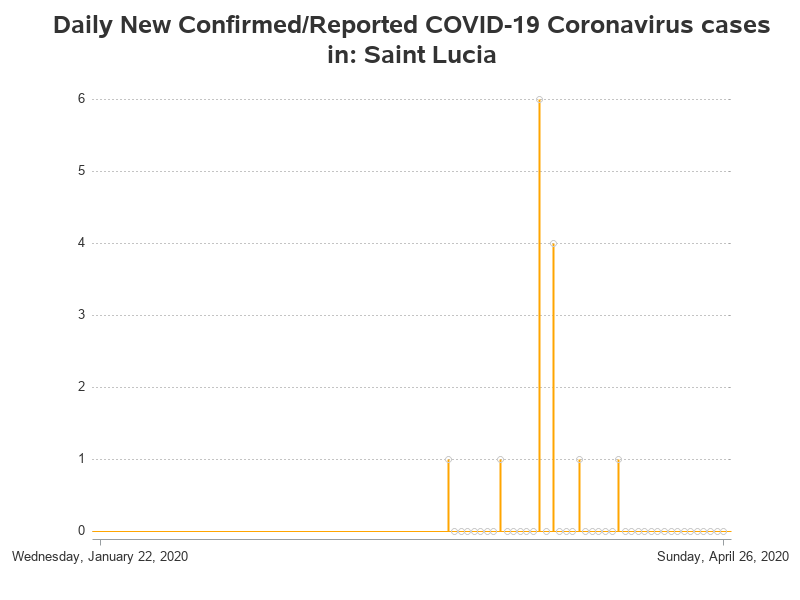 Daily New Confirmed/Reported COVID-19 Coronavirus cases
in: Saint Lucia
6
5
4
3
2
1
0
Wednesday, January 22, 2020 Sunday, April 26, 2020